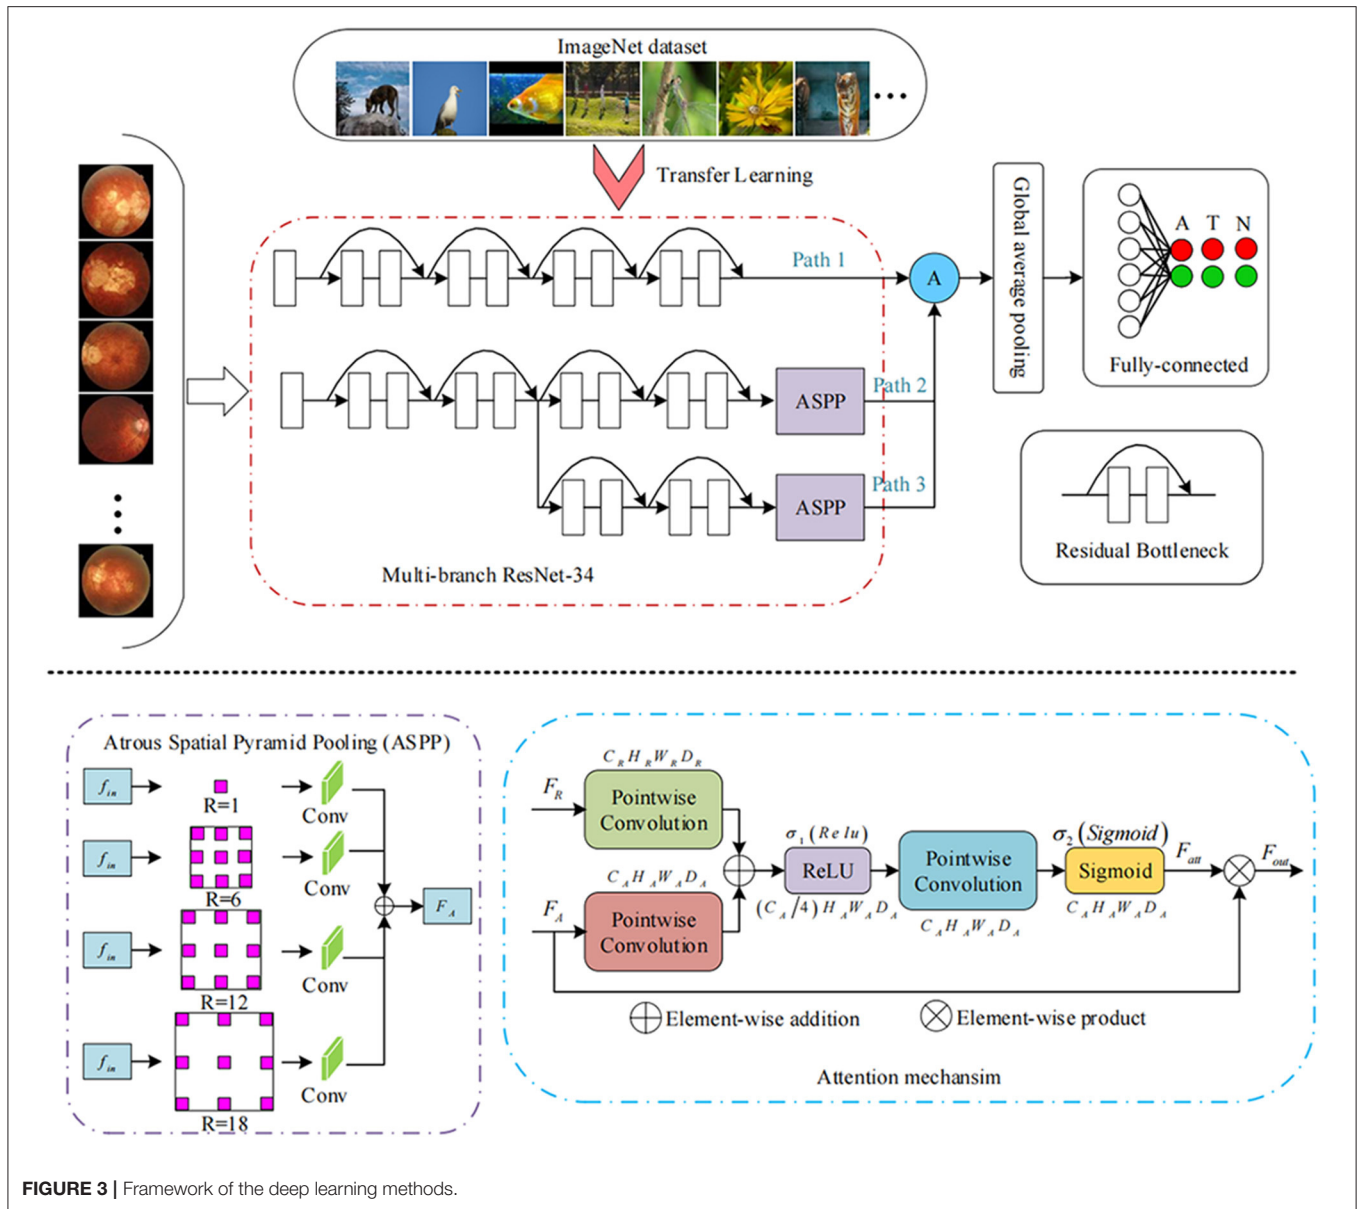 ImageNet dataset
Transfer Learning
Path 1
A
Global average pooling
A T N
Fully-connected
ASPP
Path 2
ASPP
Path 3
Multi-branch ResNet-34
Residual Bottleneck
Atrous Spatial Pyramid Pooling (ASPP)
f_in
R=1
Conv
f_in
R=6
Conv
f_in
R=12
Conv
f_in
R=18
Conv
F_A
C_R H_R W_R D_R
F_R
Pointwise
Convolution
C_A H_A W_A D_A
F_A
Pointwise
Convolution
σ_1 (Relu)
ReLU
(C_A/4) H_A W_A D_A
Pointwise
Convolution
C_A H_A W_A D_A
σ_2 (Sigmoid)
Sigmoid
C_A H_A W_A D_A
F_att
F_out
Element-wise addition
Element-wise product
Attention mechansim
FIGURE 3 | Framework of the deep learning methods.